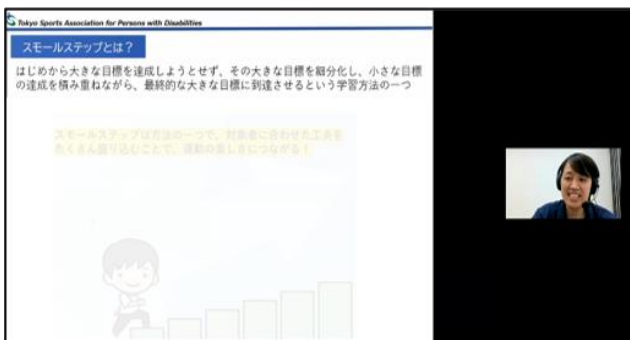 Tokyo Sports Association for Persons with Disabilities
スモールステップとは？
はじめから大きな目標を達成しようとせず、その大きな目標を細分化し、小さな目標
の達成を積み重ねながら、最終的な大きな目標に到達させるという学習方法の一つ
スモールステップは方法の一つで、対象者に合わせた工夫を
たくさん盛り込むことで、運動の楽しさにつながる！